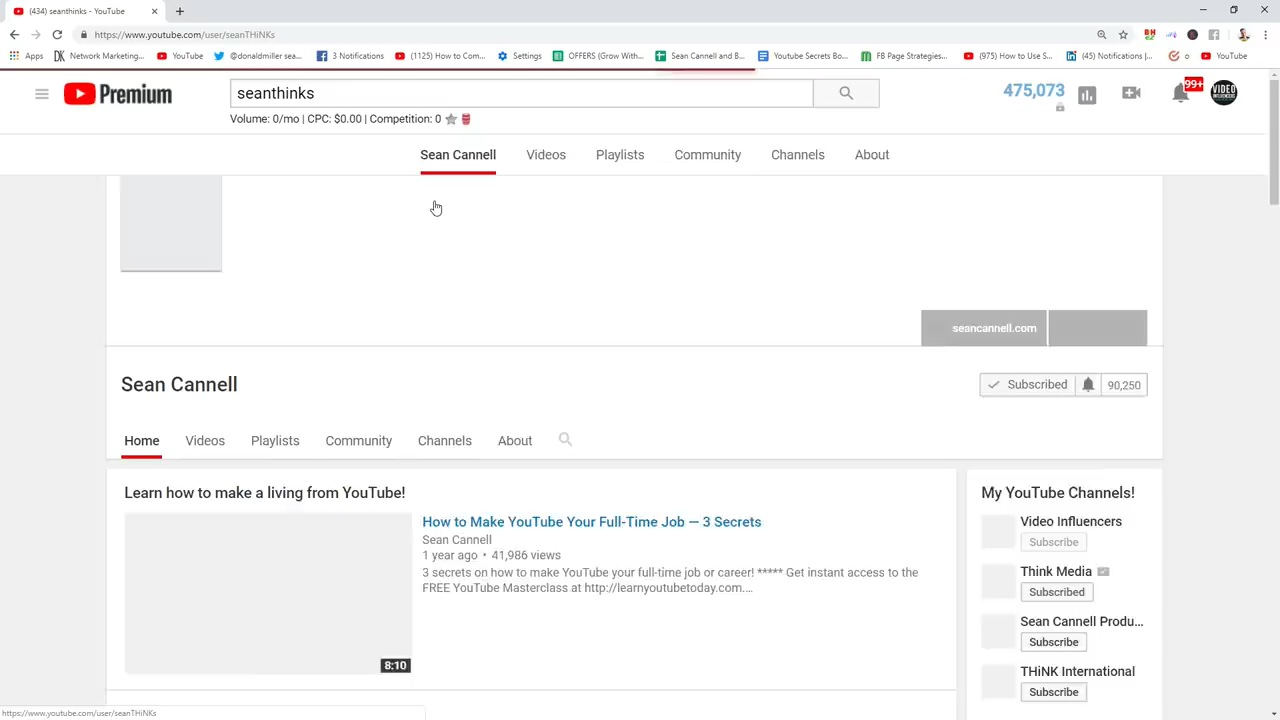 (434) seanthinks - YouTube
https://www.youtube.com/user/seanTHiNKs
Apps Network Marketing... YouTube @donaldmiller sea... 3 Notifications (1125) How to Com... Settings OFFERS (Grow With... Sean Cannell and B... Youtube Secrets Bo... FB Page Strategies... (975) How to Use S... (45) Notifications |... o YouTube
Premium
seanthinks
475,073
99+
VIDEO
Volume: 0/mo | CPC: $0.00 | Competition: 0
Sean Cannell Videos Playlists Community Channels About
seancannell.com
Sean Cannell
Subscribed 90,250
Home Videos Playlists Community Channels About
Learn how to make a living from YouTube!
How to Make YouTube Your Full-Time Job — 3 Secrets
Sean Cannell
1 year ago • 41,986 views
3 secrets on how to make YouTube your full-time job or career! ***** Get instant access to the
FREE YouTube Masterclass at http://learnyoutubetoday.com....
8:10
My YouTube Channels!
Video Influencers
Subscribe
Think Media
Subscribed
Sean Cannell Produ...
Subscribe
THiNK International
Subscribe
https://www.youtube.com/user/seanTHiNKs